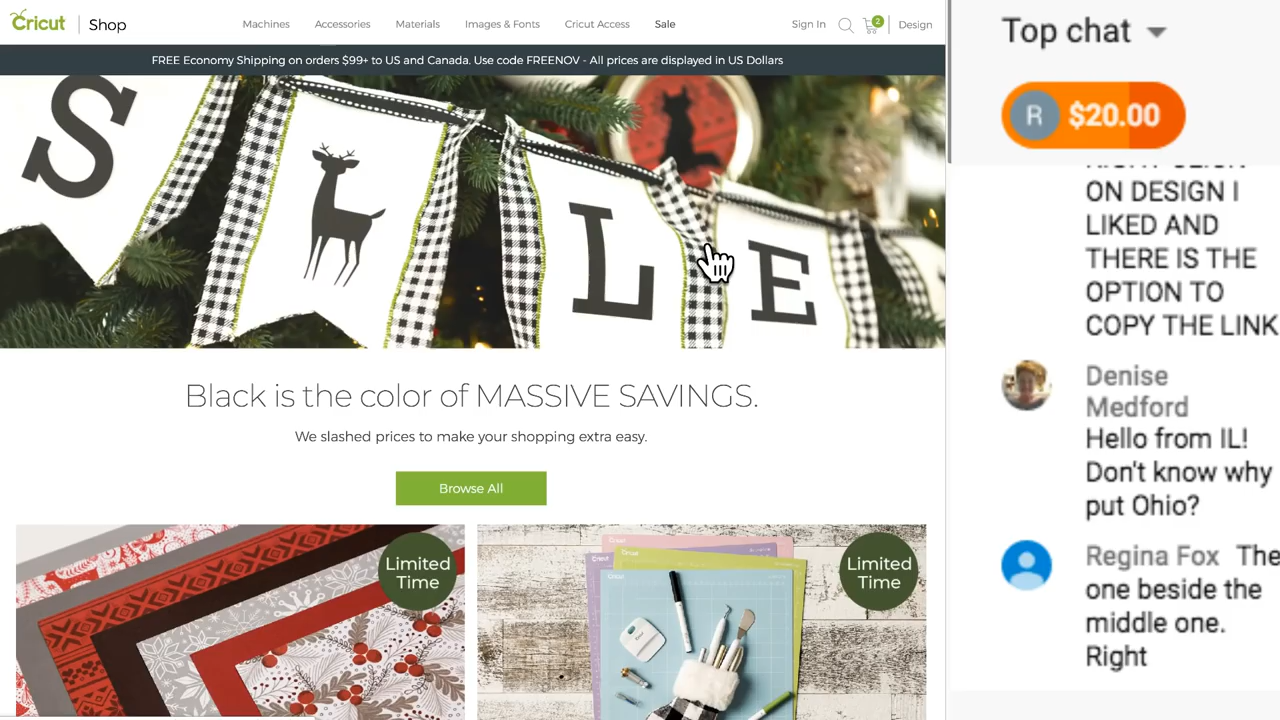 Cricut Shop Machines Accessories Materials Images & Fonts Cricut Access Sale Sign In 2 Design
FREE Economy Shipping on orders $99+ to US and Canada. Use code FREENOV - All prices are displayed in US Dollars
S L E
Black is the color of MASSIVE SAVINGS.
We slashed prices to make your shopping extra easy.
Browse All
Limited
Time
Limited
Time
Top chat
R $20.00
RIGHT CLICK
ON DESIGN I
LIKED AND
THERE IS THE
OPTION TO
COPY THE LINK
Denise
Medford
Hello from IL!
Don't know why
put Ohio?
Regina Fox The
one beside the
middle one.
Right